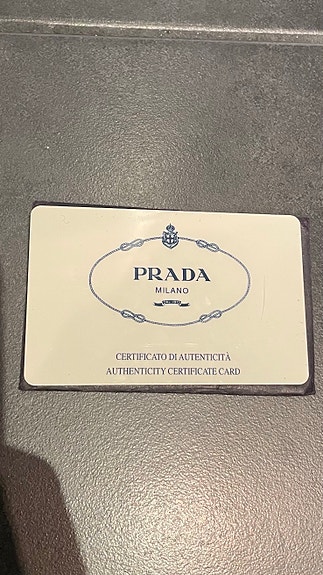 PRADA
MILANO
CERTIFICATO DI AUTENTICITÀ
AUTHENTICITY CERTIFICATE CARD